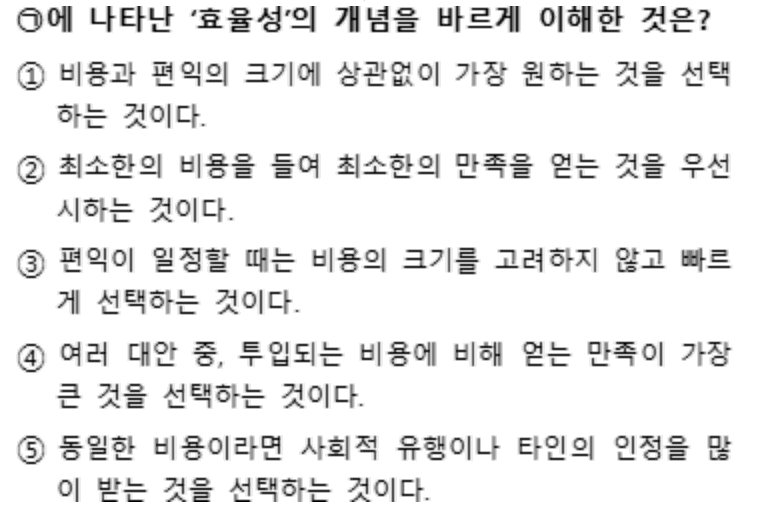 ㉠에 나타난 ‘효율성’의 개념을 바르게 이해한 것은?
① 비용과 편익의 크기에 상관없이 가장 원하는 것을 선택
하는 것이다.
② 최소한의 비용을 들여 최소한의 만족을 얻는 것을 우선
시하는 것이다.
③ 편익이 일정할 때는 비용의 크기를 고려하지 않고 빠르
게 선택하는 것이다.
④ 여러 대안 중, 투입되는 비용에 비해 얻는 만족이 가장
큰 것을 선택하는 것이다.
⑤ 동일한 비용이라면 사회적 유행이나 타인의 인정을 많
이 받는 것을 선택하는 것이다.